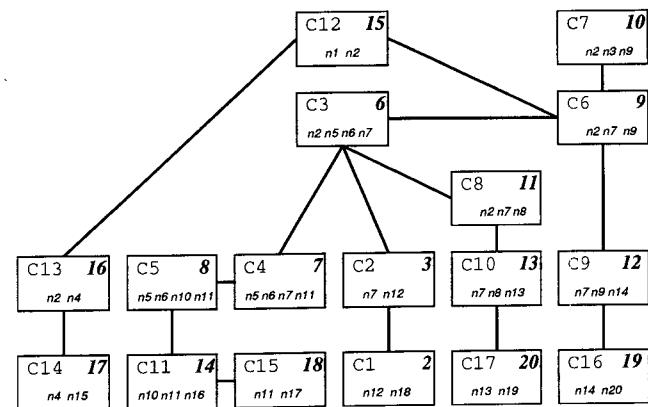 C12 15
n1 n2
C7 10
n2 n3 n9
C3 6
n2 n5 n6 n7
C6 9
n2 n7 n9
C8 11
n2 n7 n8
C13 16
n2 n4
C5 8
n5 n6 n10 n11
C4 7
n5 n6 n7 n11
C2 3
n7 n12
C10 13
n7 n8 n13
C9 12
n7 n9 n14
C14 17
n4 n15
C11 14
n10 n11 n16
C15 18
n11 n17
C1 2
n12 n18
C17 20
n13 n19
C16 19
n14 n20